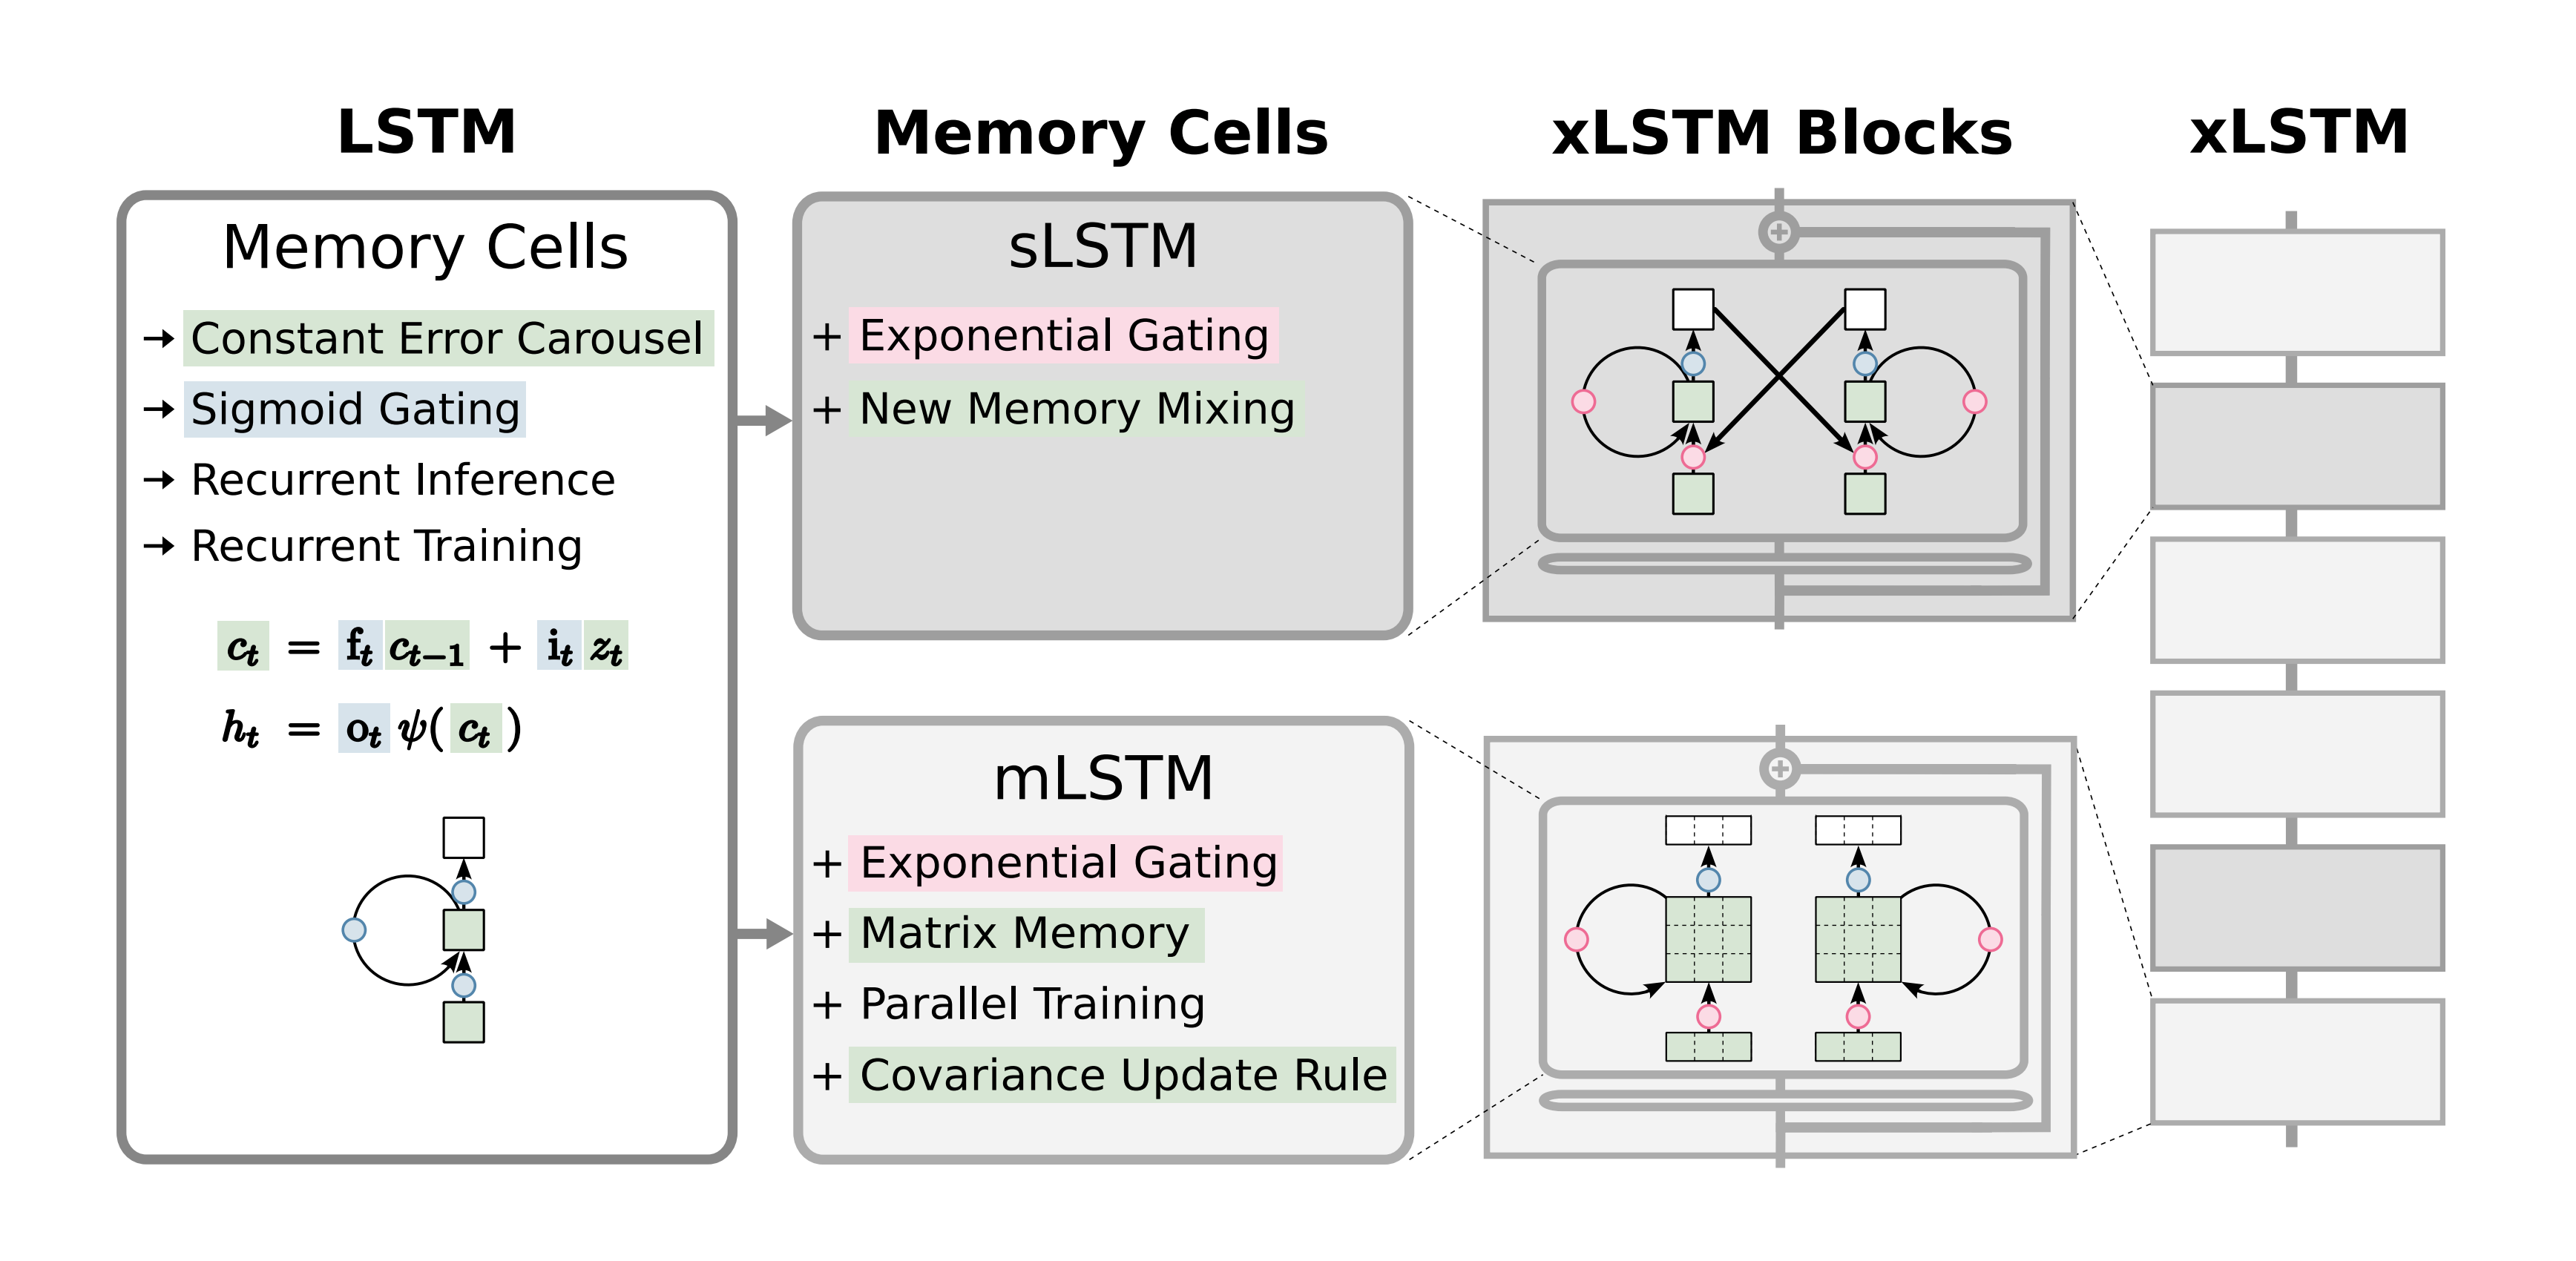 LSTM
Memory Cells
→ Constant Error Carousel
→ Sigmoid Gating
→ Recurrent Inference
→ Recurrent Training
c_t = f_t c_{t−1} + i_t z_t
h_t = o_t ψ( c_t )
Memory Cells
sLSTM
+ Exponential Gating
+ New Memory Mixing
mLSTM
+ Exponential Gating
+ Matrix Memory
+ Parallel Training
+ Covariance Update Rule
xLSTM Blocks
+
+
xLSTM